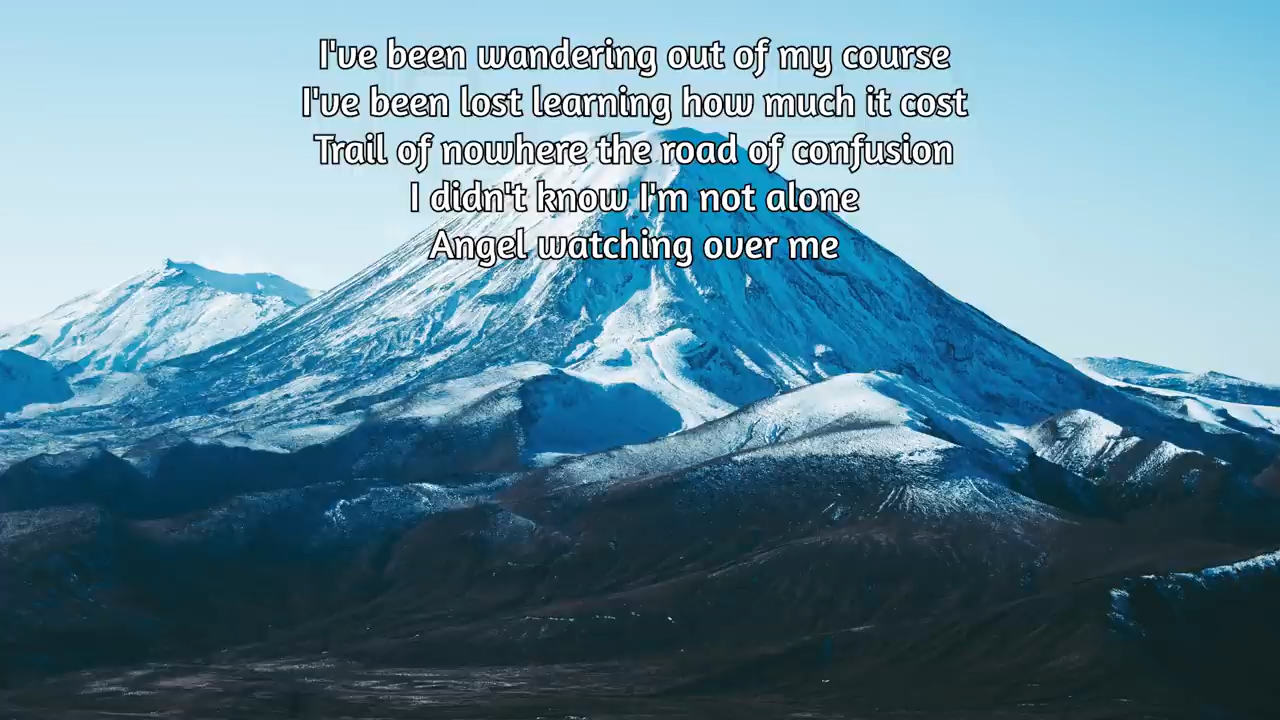 I've been wandering out of my course
I've been lost learning how much it cost
Trail of nowhere the road of confusion
I didn't know I'm not alone
Angel watching over me